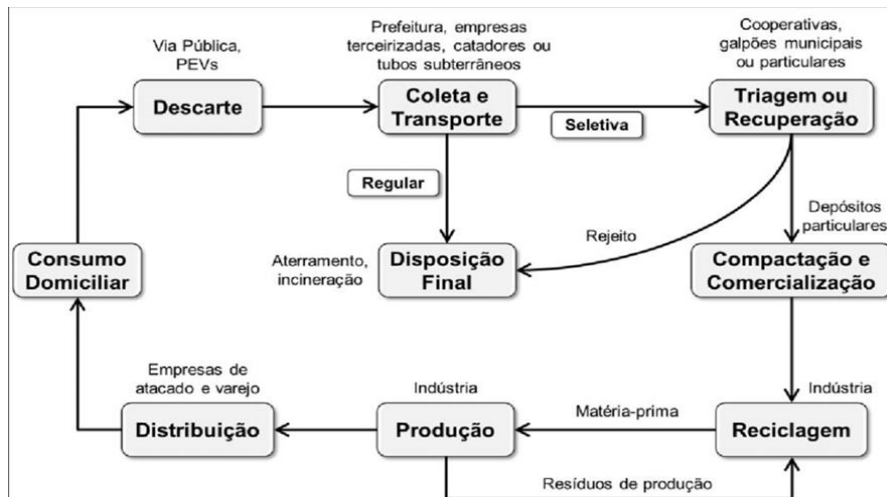 Via Pública,
PEVs
Descarte
Prefeitura, empresas
terceirizadas, catadores ou
tubos subterrâneos
Coleta e
Transporte
Seletiva
Cooperativas,
galpões municipais
ou particulares
Triagem ou
Recuperação
Regular
Rejeito
Depósitos
particulares
Consumo
Domiciliar
Aterramento,
incineração
Disposição
Final
Compactação e
Comercialização
Empresas de
atacado e varejo
Distribuição
Indústria
Produção
Matéria-prima
Indústria
Reciclagem
Resíduos de produção